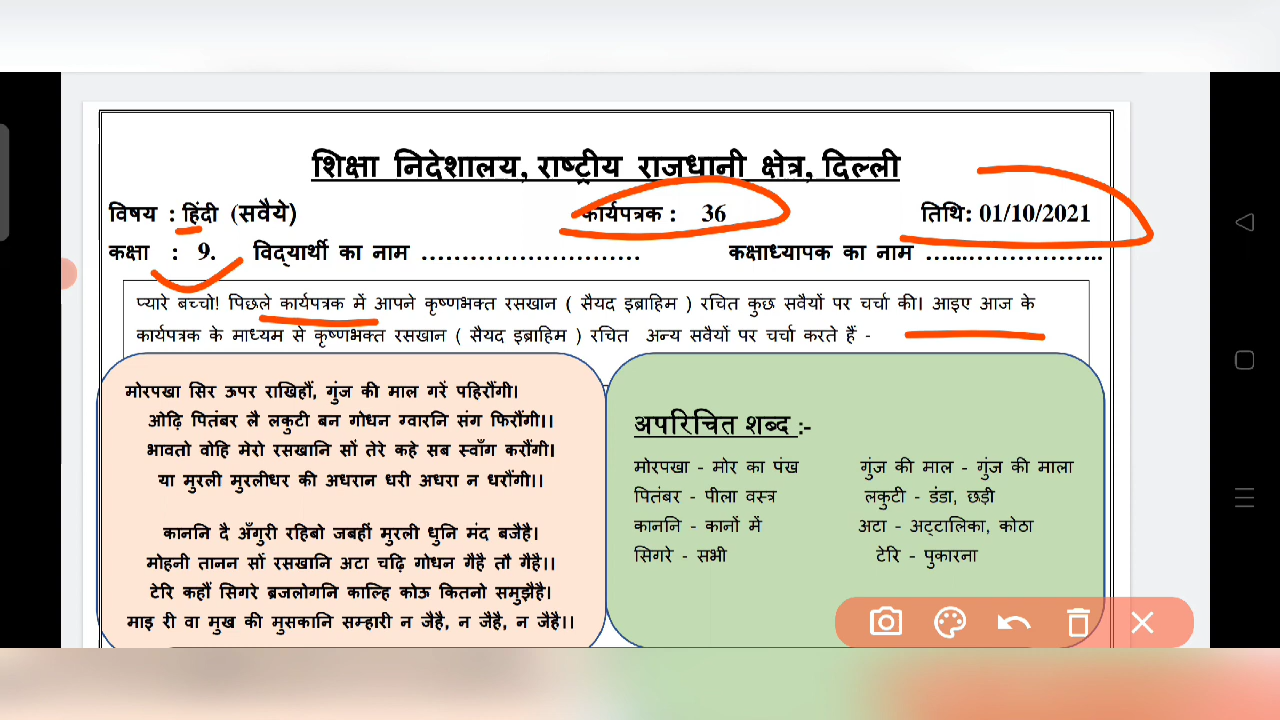 शिक्षा निदेशालय, राष्ट्रीय राजधानी क्षेत्र, दिल्ली
विषय : हिंदी (सवैये) कार्यपत्रक : 36 तिथि: 01/10/2021
कक्षा : 9. विद्यार्थी का नाम ............................ कक्षाध्यापक का नाम ......................
प्यारे बच्चो! पिछले कार्यपत्रक में आपने कृष्णभक्त रसखान ( सैयद इब्राहिम ) रचित कुछ सवैयों पर चर्चा की। आइए आज के
कार्यपत्रक के माध्यम से कृष्णभक्त रसखान ( सैयद इब्राहिम ) रचित अन्य सवैयों पर चर्चा करते हैं -
मोरपखा सिर ऊपर राखिहौं, गुंज की माल गरें पहिरौंगी।
ओढ़ि पितंबर लै लकुटी बन गोधन ग्वारनि संग फिरौंगी।।
भावतो वोहि मेरो रसखानि सों तेरे कहे सब स्वाँग करौंगी।
या मुरली मुरलीधर की अधरान धरी अधरा न धरौंगी।।
काननि दै अँगुरी रहिबो जबहीं मुरली धुनि मंद बजैहै।
मोहनी तानन सों रसखानि अटा चढ़ि गोधन गैहै तौ गैहै।।
टेरि कहौं सिगरे ब्रजलोगनि काल्हि कोऊ कितनो समुझैहै।
माइ री वा मुख की मुसकानि सम्हारी न जैहै, न जैहै, न जैहै।।
अपरिचित शब्द :-
मोरपखा - मोर का पंख गुंज की माल - गुंज की माला
पितंबर - पीला वस्त्र लकुटी - डंडा, छड़ी
काननि - कानों में अटा - अट्टालिका, कोठा
सिगरे - सभी टेरि - पुकारना